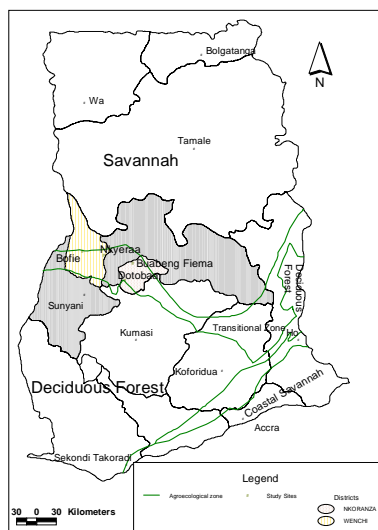 Bolgatanga
N
Wa
Tamale
Savannah
Nkyeraa
Bofie
Buabeng Fiema
Dotobaa
Deciduous
Forest
Sunyani
Transitional Zone
Ho
Kumasi
Koforidua
Deciduous Forest
Coastal Savannah
Accra
Sekondi Takoradi
Legend
Agroecological zone
Study Sites
Districts
NKORANZA
WENCHI
30 0 30 Kilometers